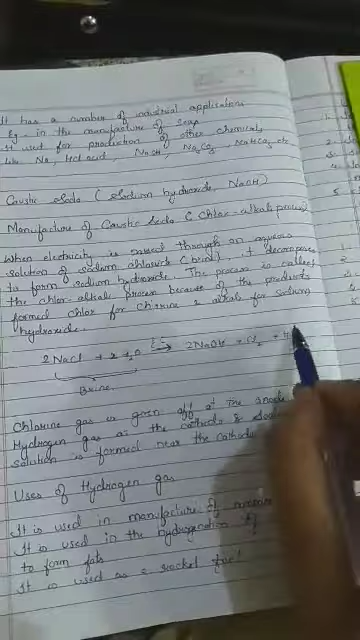 It has a number of industrial applications
Eg - in the manufacture of soap
It used for production of other chemicals
like Na, HCl acid, NaOH, Na2CO3, NaHCO3 etc
Caustic Soda (Sodium hydroxide, NaOH)
Manufacture of Caustic Soda & Chlor-alkali process
When electricity is passed through an aqueous
solution of sodium chloride (brine), it decomposes
to form sodium hydroxide. The process is called
the chlor-alkali process because of the products
formed chlor for chlorine & alkali for sodium
hydroxide.
2NaCl + 2H2O → 2NaOH + Cl2 +
Brine
Chlorine gas is given off at the anode
Hydrogen gas at the cathode &
solution is formed near the cathode
Uses of Hydrogen gas
It is used in manufacture of
It is used in the hydrogenation of
to form fats
It is used as a rocket fuel